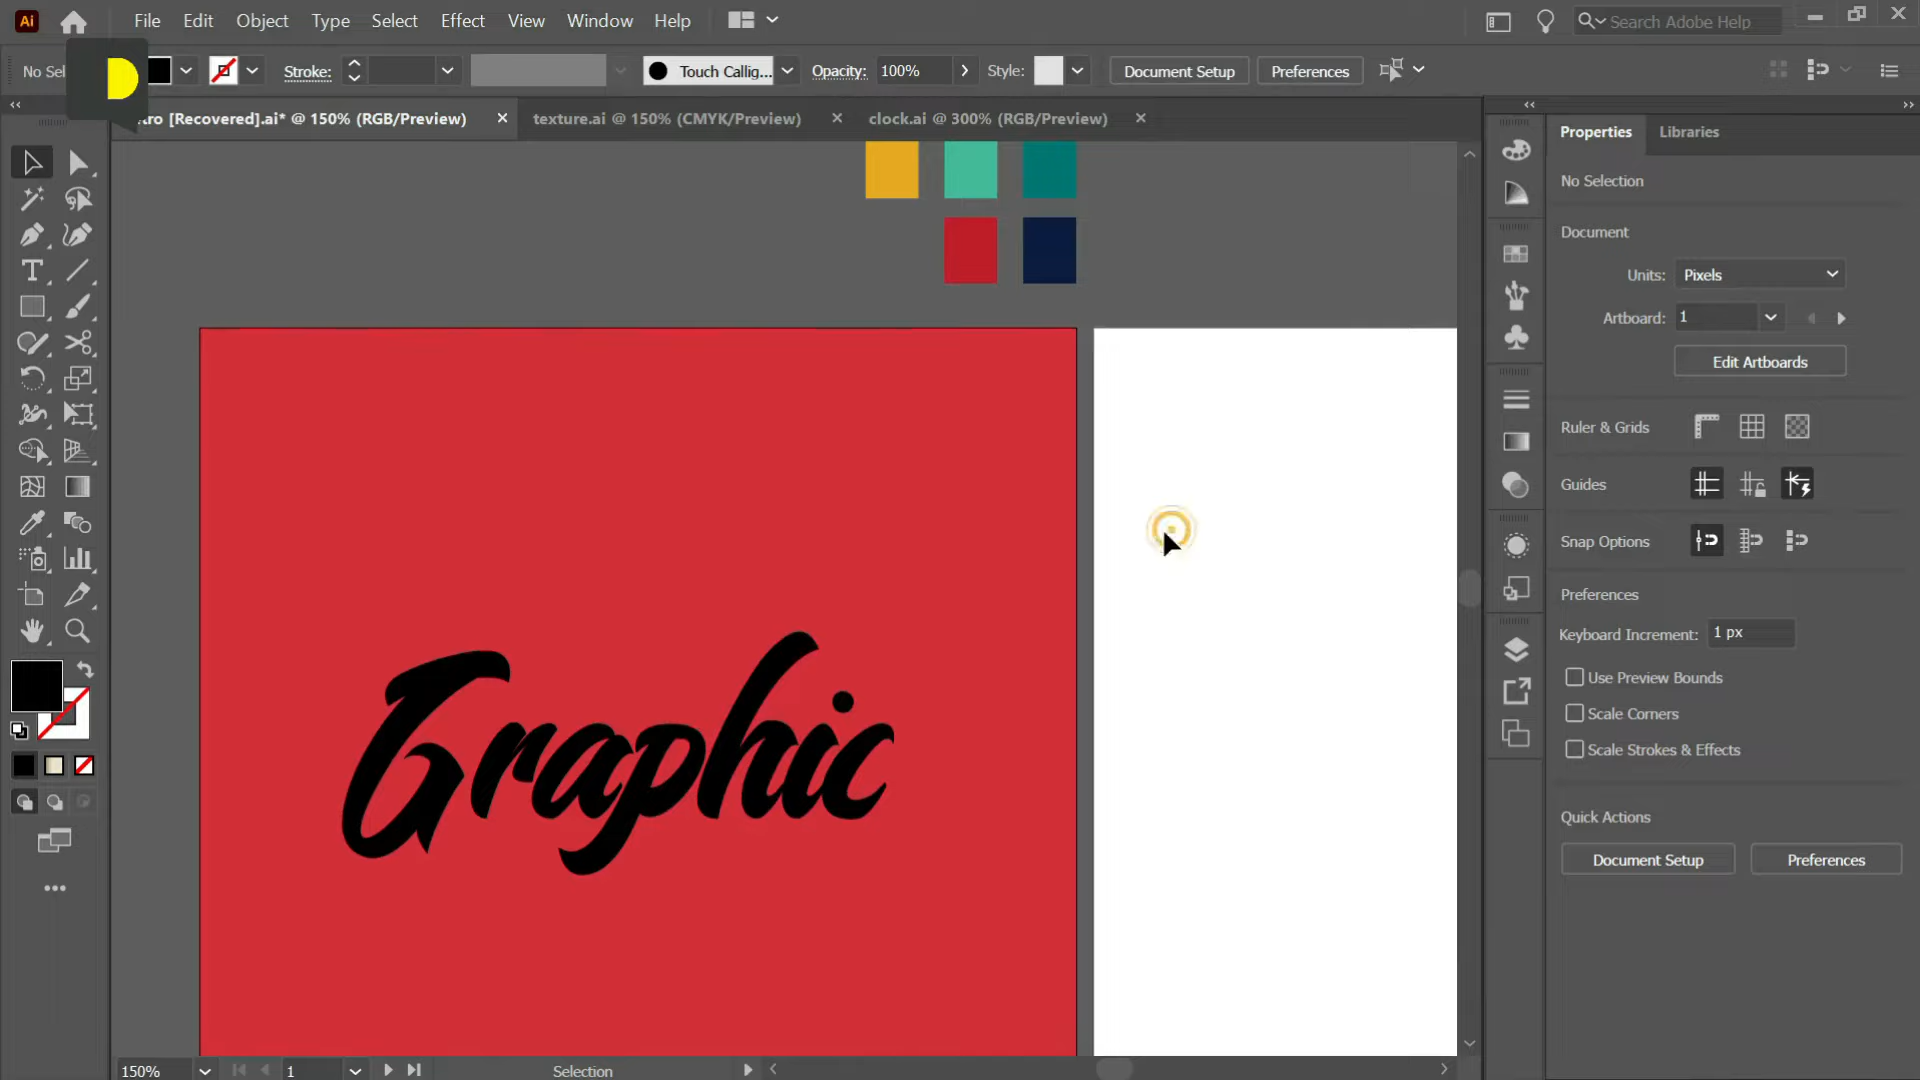 Ai File Edit Object Type Select Effect View Window Help Search Adobe Help
No Sel Stroke: Touch Callig... Opacity: 100% Style: Document Setup Preferences
tro [Recovered].ai* @ 150% (RGB/Preview) texture.ai @ 150% (CMYK/Preview) clock.ai @ 300% (RGB/Preview)
Properties Libraries
No Selection
Document
Units: Pixels
Artboard: 1
Edit Artboards
Ruler & Grids
Guides
Snap Options
Preferences
Keyboard Increment: 1 px
Use Preview Bounds
Scale Corners
Scale Strokes & Effects
Quick Actions
Document Setup Preferences
Graphic
150% 1 Selection